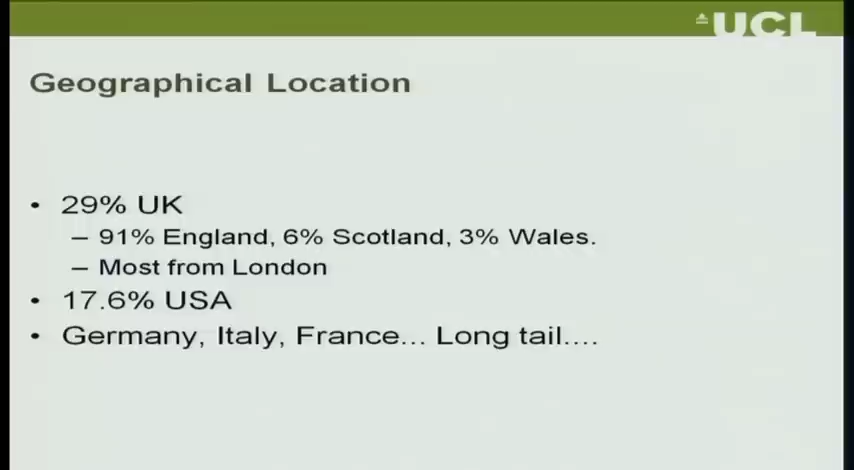 UCL
Geographical Location
• 29% UK
– 91% England, 6% Scotland, 3% Wales.
– Most from London
• 17.6% USA
• Germany, Italy, France... Long tail....